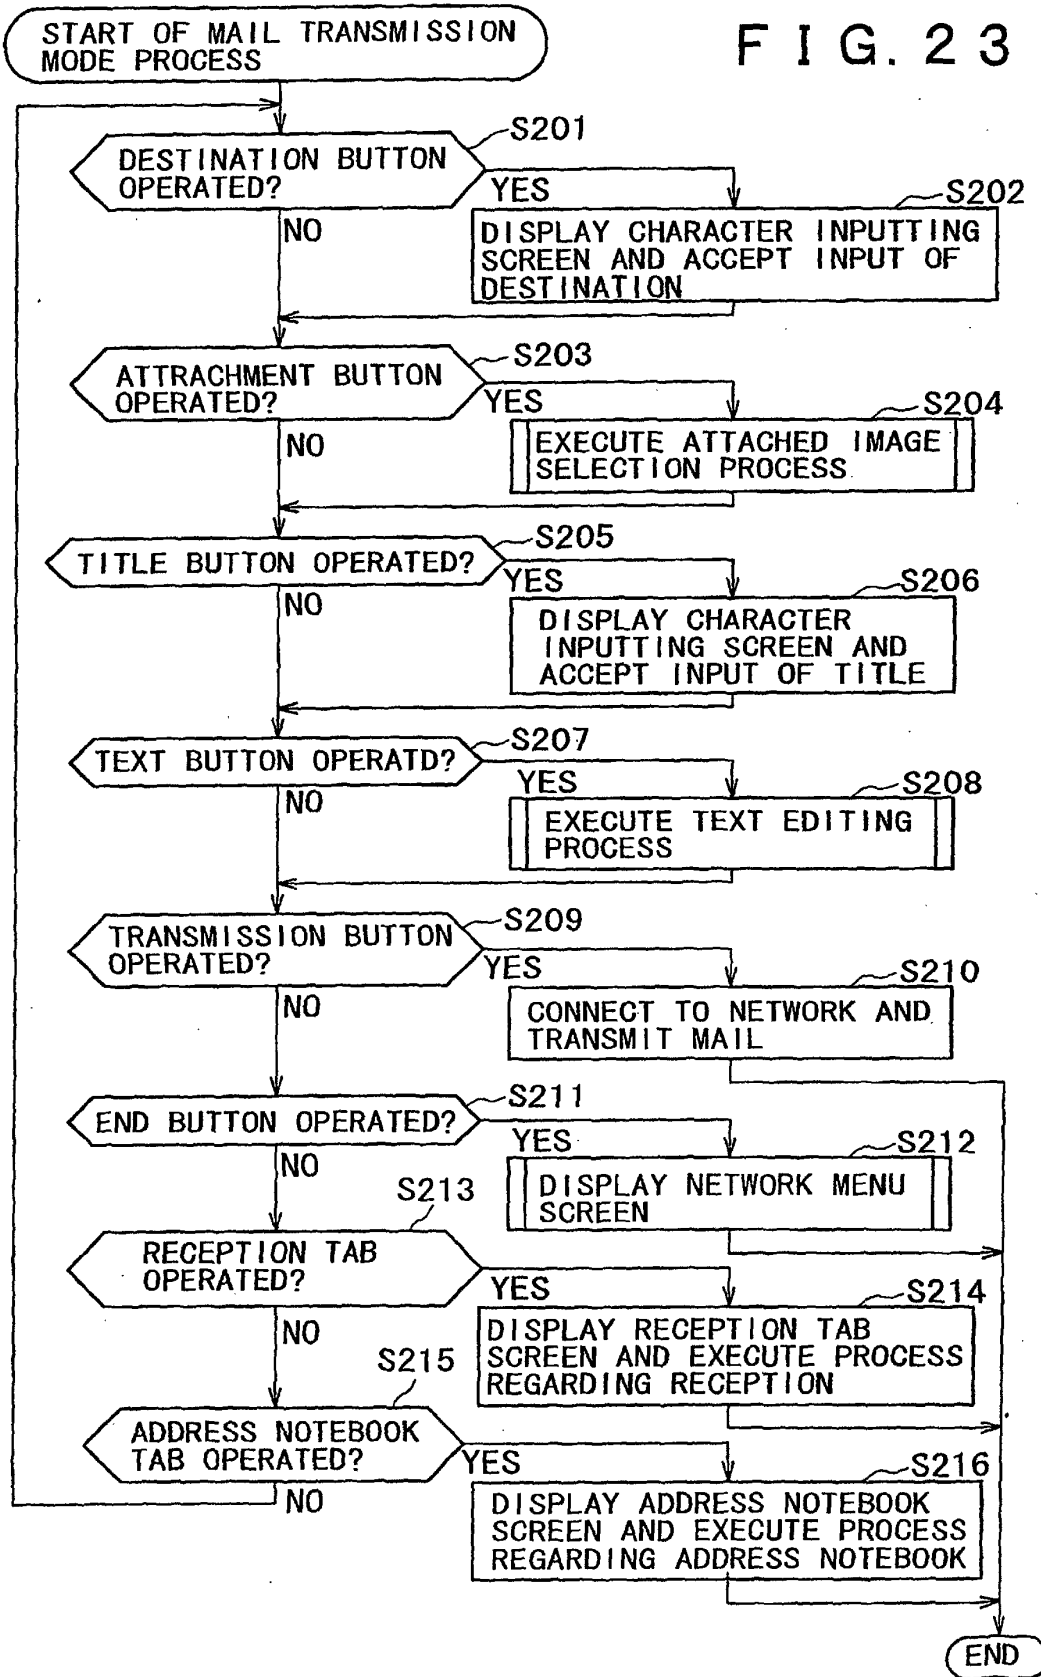 FIG. 23
START OF MAIL TRANSMISSION
MODE PROCESS
S201
DESTINATION BUTTON
OPERATED?
YES
NO
S202
DISPLAY CHARACTER INPUTTING
SCREEN AND ACCEPT INPUT OF
DESTINATION
S203
ATTRACHMENT BUTTON
OPERATED?
YES
NO
S204
EXECUTE ATTACHED IMAGE
SELECTION PROCESS
S205
TITLE BUTTON OPERATED?
YES
NO
S206
DISPLAY CHARACTER
INPUTTING SCREEN AND
ACCEPT INPUT OF TITLE
S207
TEXT BUTTON OPERATD?
YES
NO
S208
EXECUTE TEXT EDITING
PROCESS
S209
TRANSMISSION BUTTON
OPERATED?
YES
NO
S210
CONNECT TO NETWORK AND
TRANSMIT MAIL
S211
END BUTTON OPERATED?
YES
NO
S212
DISPLAY NETWORK MENU
SCREEN
S213
RECEPTION TAB
OPERATED?
YES
NO
S214
DISPLAY RECEPTION TAB
SCREEN AND EXECUTE PROCESS
REGARDING RECEPTION
S215
ADDRESS NOTEBOOK
TAB OPERATED?
YES
NO
S216
DISPLAY ADDRESS NOTEBOOK
SCREEN AND EXECUTE PROCESS
REGARDING ADDRESS NOTEBOOK
END